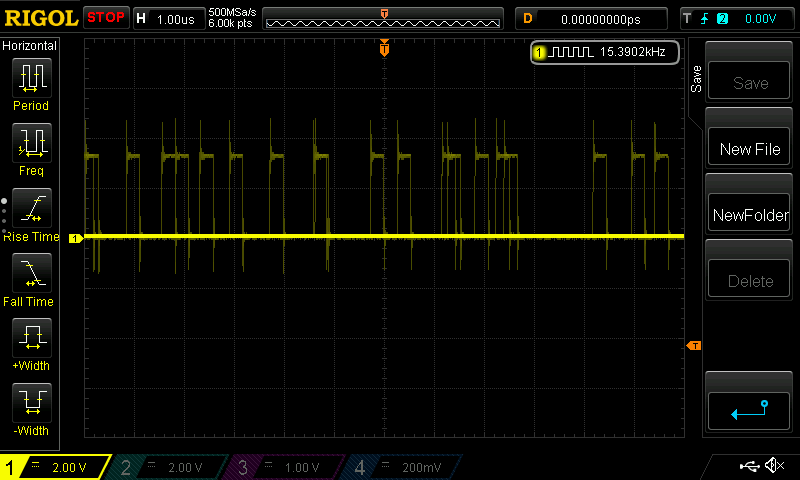 RIGOL STOP H 1.00us 500MSa/s 6.00k pts T D 0.00000000ps T 2 0.00V
Horizontal
T
1 15.3902kHz
Save
Save
Period
New File
Freq
NewFolder
Rise Time
1
Delete
Fall Time
T
+Width
-Width
1 2.00 V 2 2.00 V 3 1.00 V 4 200mV